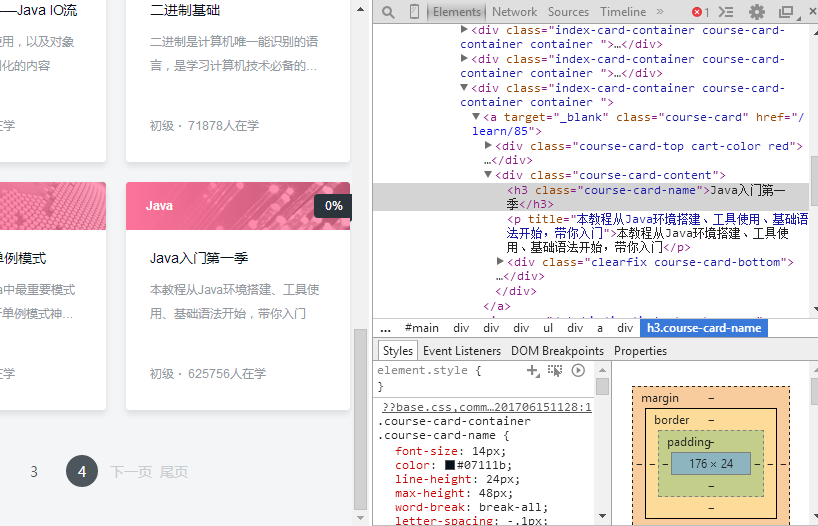 ——Java IO流
使用，以及对象
化的内容
在学
二进制基础
二进制是计算机唯一能识别的语
言，是学习计算机技术必备的...
初级 · 71878人在学
单例模式
a中最重要模式
于单例模式神...
在学
Java
0%
Java入门第一季
本教程从Java环境搭建、工具使
用、基础语法开始，带你入门
初级 · 625756人在学
3 4 下一页 尾页
Elements Network Sources Timeline » 1
<div class="index-card-container course-card-
container container ">…</div>
<div class="index-card-container course-card-
container container ">…</div>
<div class="index-card-container course-card-
container container ">
<a target="_blank" class="course-card" href="/
learn/85">
<div class="course-card-top cart-color red">
…</div>
<div class="course-card-content">
<h3 class="course-card-name">Java入门第一
季</h3>
<p title="本教程从Java环境搭建、工具使用、基础语
法开始，带你入门">本教程从Java环境搭建、工具使
用、基础语法开始，带你入门</p>
<div class="clearfix course-card-bottom">
…</div>
</div>
</a>
... #main div div div ul div a div h3.course-card-name
Styles Event Listeners DOM Breakpoints Properties
element.style {
}
??base.css,comm…201706151128:1
.course-card-container
.course-card-name {
font-size: 14px;
color: #07111b;
line-height: 24px;
max-height: 48px;
word-break: break-all;
letter-spacing: -.1px;
margin –
border –
padding –
– – – 176 × 24 – – –
–
–
–